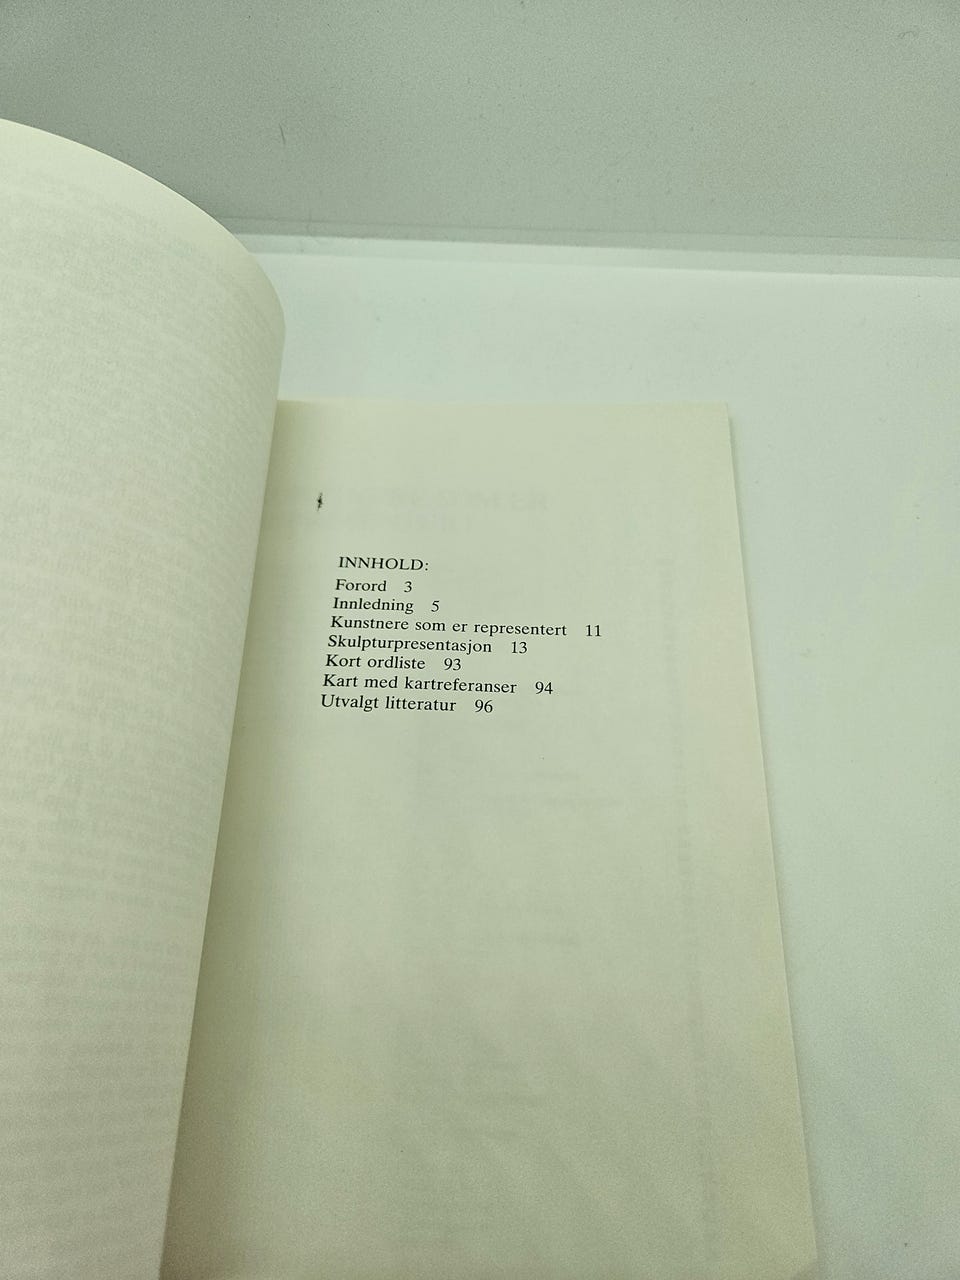 INNHOLD:
Forord 3
Innledning 5
Kunstnere som er representert 11
Skulpturpresentasjon 13
Kort ordliste 93
Kart med kartreferanser 94
Utvalgt litteratur 96